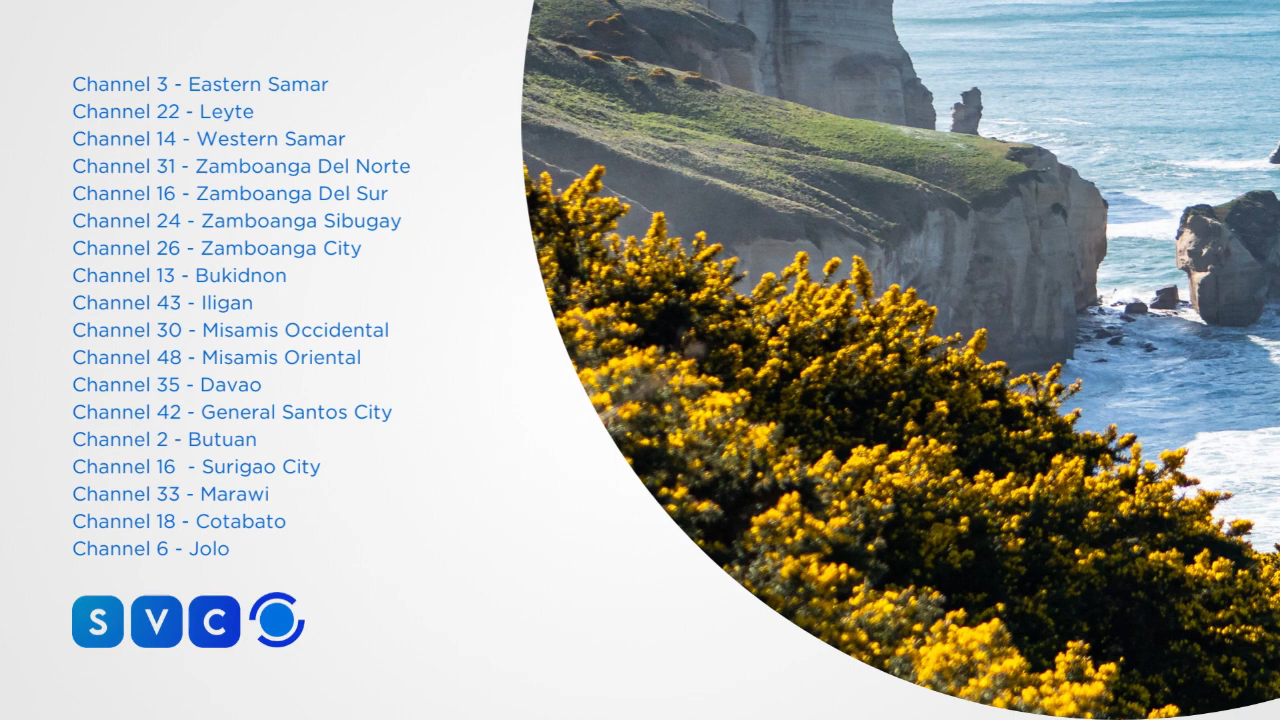 Channel 3 - Eastern Samar
Channel 22 - Leyte
Channel 14 - Western Samar
Channel 31 - Zamboanga Del Norte
Channel 16 - Zamboanga Del Sur
Channel 24 - Zamboanga Sibugay
Channel 26 - Zamboanga City
Channel 13 - Bukidnon
Channel 43 - Iligan
Channel 30 - Misamis Occidental
Channel 48 - Misamis Oriental
Channel 35 - Davao
Channel 42 - General Santos City
Channel 2 - Butuan
Channel 16  - Surigao City
Channel 33 - Marawi
Channel 18 - Cotabato
Channel 6 - Jolo
SVC